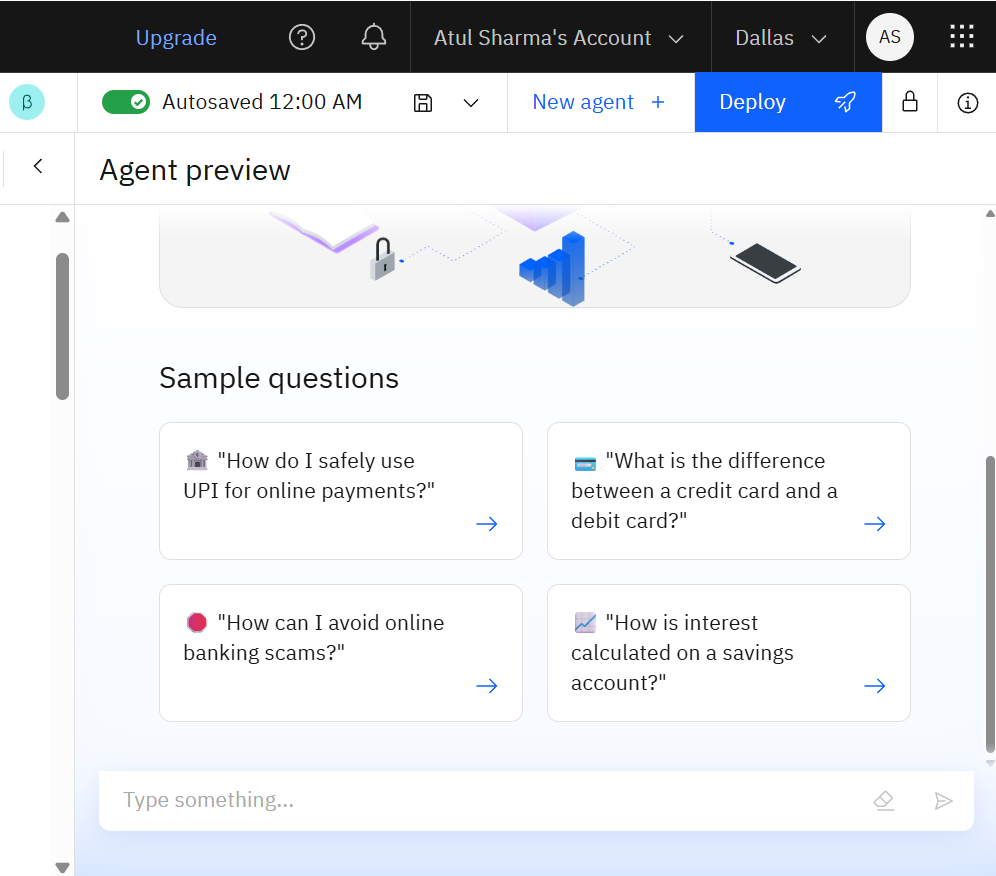 Upgrade
Atul Sharma's Account
Dallas
AS
β
Autosaved 12:00 AM
New agent +
Deploy
Agent preview
Sample questions
"How do I safely use
UPI for online payments?"
"What is the difference
between a credit card and a
debit card?"
"How can I avoid online
banking scams?"
"How is interest
calculated on a savings
account?"
Type something...